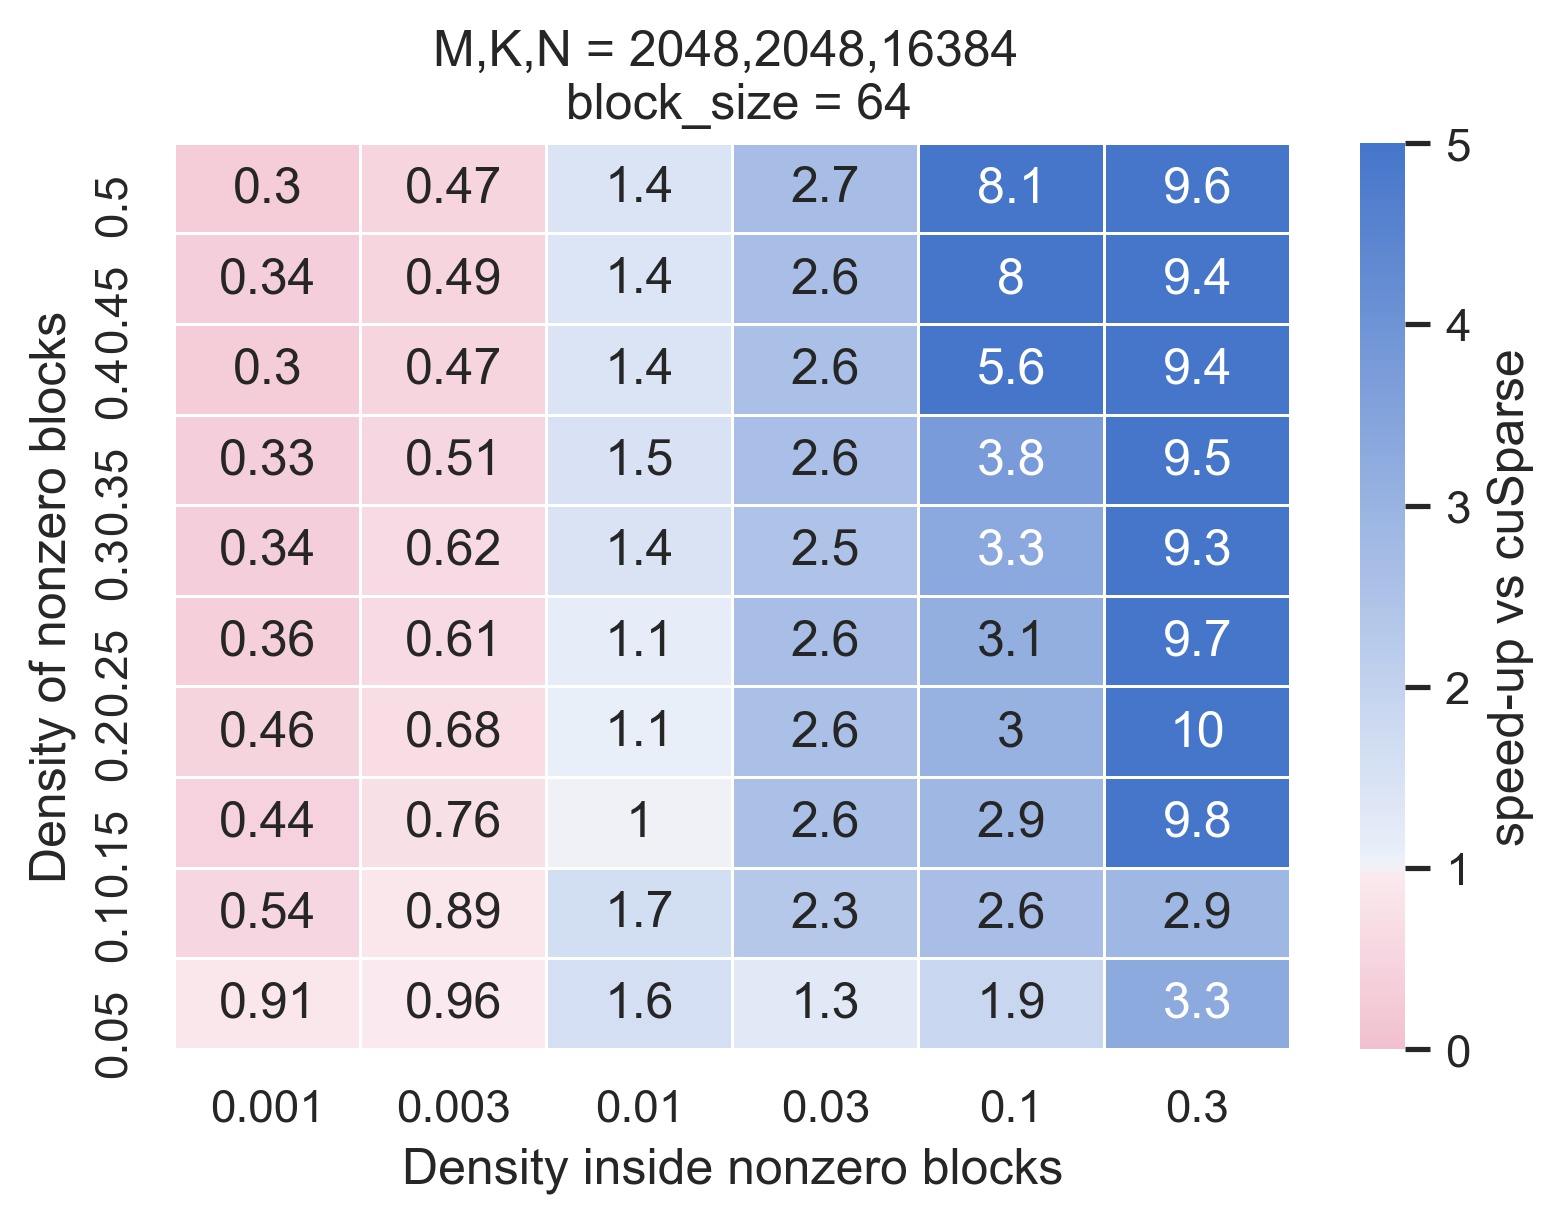 M,K,N = 2048,2048,16384
block_size = 64
Density of nonzero blocks
0.5 0.3 0.47 1.4 2.7 8.1 9.6
0.45 0.34 0.49 1.4 2.6 8 9.4
0.4 0.3 0.47 1.4 2.6 5.6 9.4
0.35 0.33 0.51 1.5 2.6 3.8 9.5
0.3 0.34 0.62 1.4 2.5 3.3 9.3
0.25 0.36 0.61 1.1 2.6 3.1 9.7
0.2 0.46 0.68 1.1 2.6 3 10
0.15 0.44 0.76 1 2.6 2.9 9.8
0.1 0.54 0.89 1.7 2.3 2.6 2.9
0.05 0.91 0.96 1.6 1.3 1.9 3.3
0.001 0.003 0.01 0.03 0.1 0.3
Density inside nonzero blocks
5
4
3
2
1
0
speed-up vs cuSparse